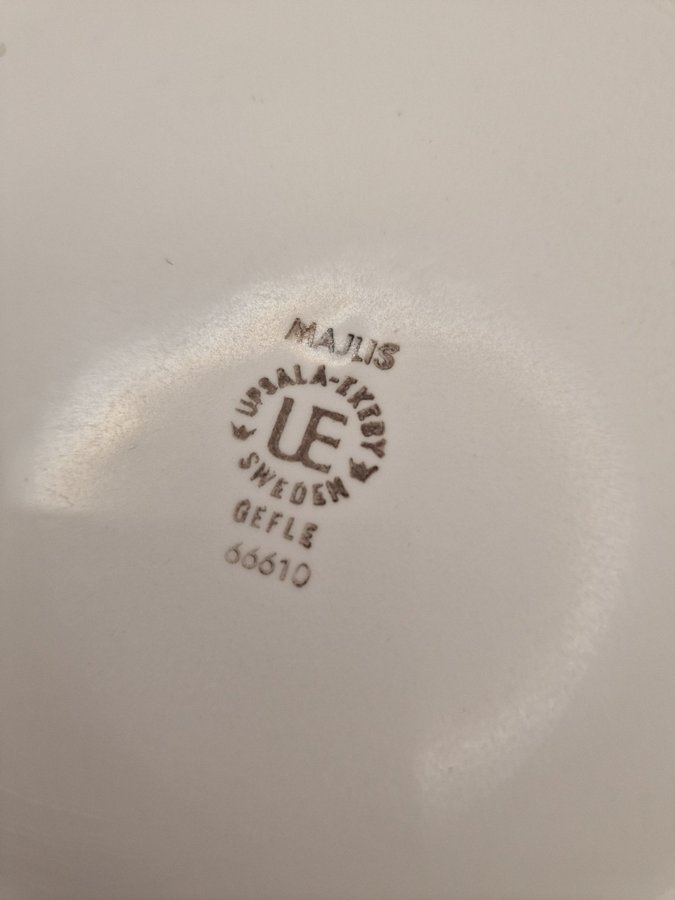 MAJLIS
UPSALA-EKEBY
UE
SWEDEN
GEFLE
66610